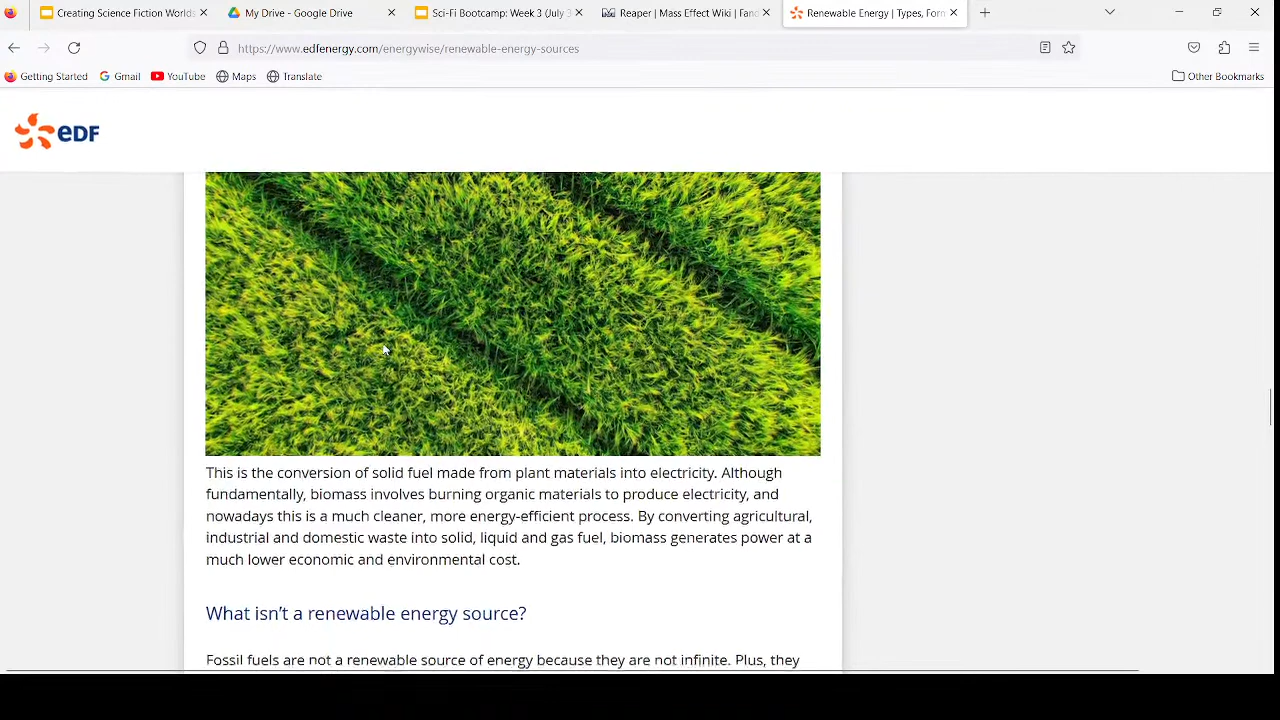 Creating Science Fiction Worlds
My Drive - Google Drive
Sci-Fi Bootcamp: Week 3 (July 3
Reaper | Mass Effect Wiki | Fand
Renewable Energy | Types, Forn
https://www.edfenergy.com/energywise/renewable-energy-sources
Getting Started
Gmail
YouTube
Maps
Translate
Other Bookmarks
eDF
This is the conversion of solid fuel made from plant materials into electricity. Although
fundamentally, biomass involves burning organic materials to produce electricity, and
nowadays this is a much cleaner, more energy-efficient process. By converting agricultural,
industrial and domestic waste into solid, liquid and gas fuel, biomass generates power at a
much lower economic and environmental cost.
What isn't a renewable energy source?
Fossil fuels are not a renewable source of energy because they are not infinite. Plus, they